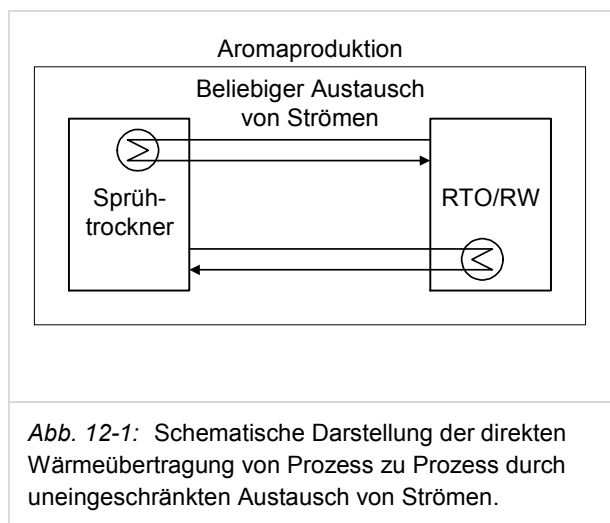 Aromaproduktion
Beliebiger Austausch
von Strömen
Sprüh-
trockner
RTO/RW
Abb. 12-1: Schematische Darstellung der direkten
Wärmeübertragung von Prozess zu Prozess durch
uneingeschränkten Austausch von Strömen.